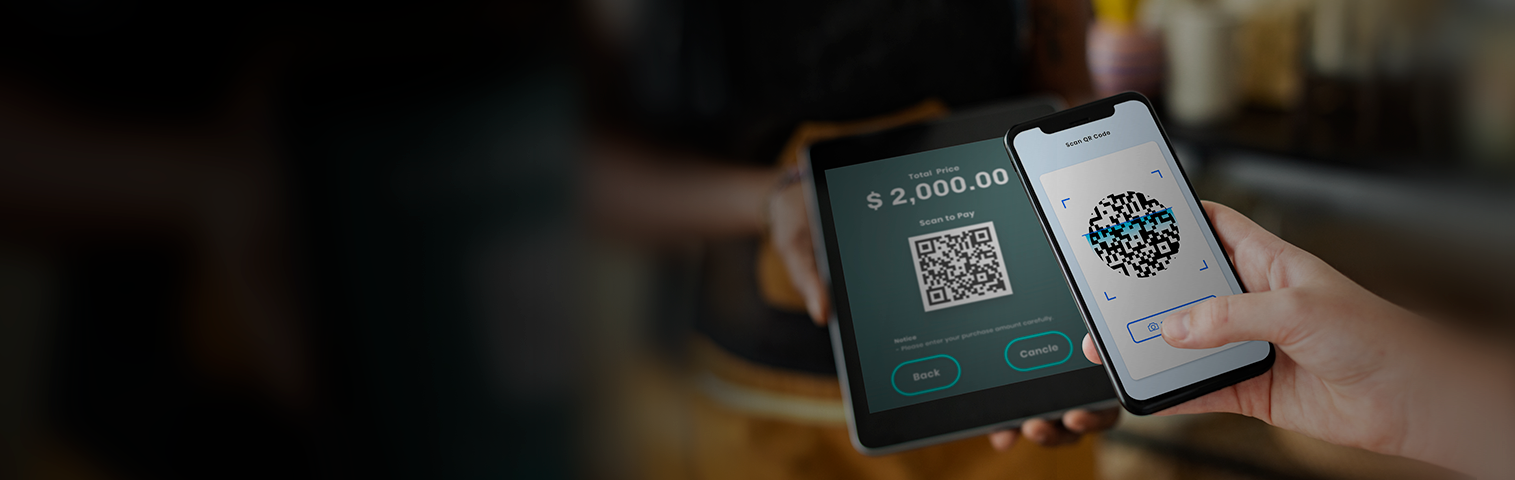 Total Price
$ 2,000.00
Scan to Pay
Notice
- Please enter your purchase amount carefully
Back
Cancle
Scan QR Code